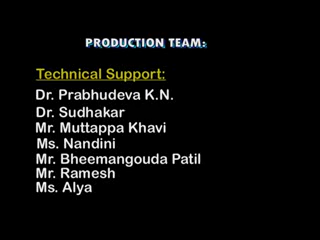 PRODUCTION TEAM:
Technical Support:
Dr. Prabhudeva K.N.
Dr. Sudhakar
Mr. Muttappa Khavi
Ms. Nandini
Mr. Bheemangouda Patil
Mr. Ramesh
Ms. Alya